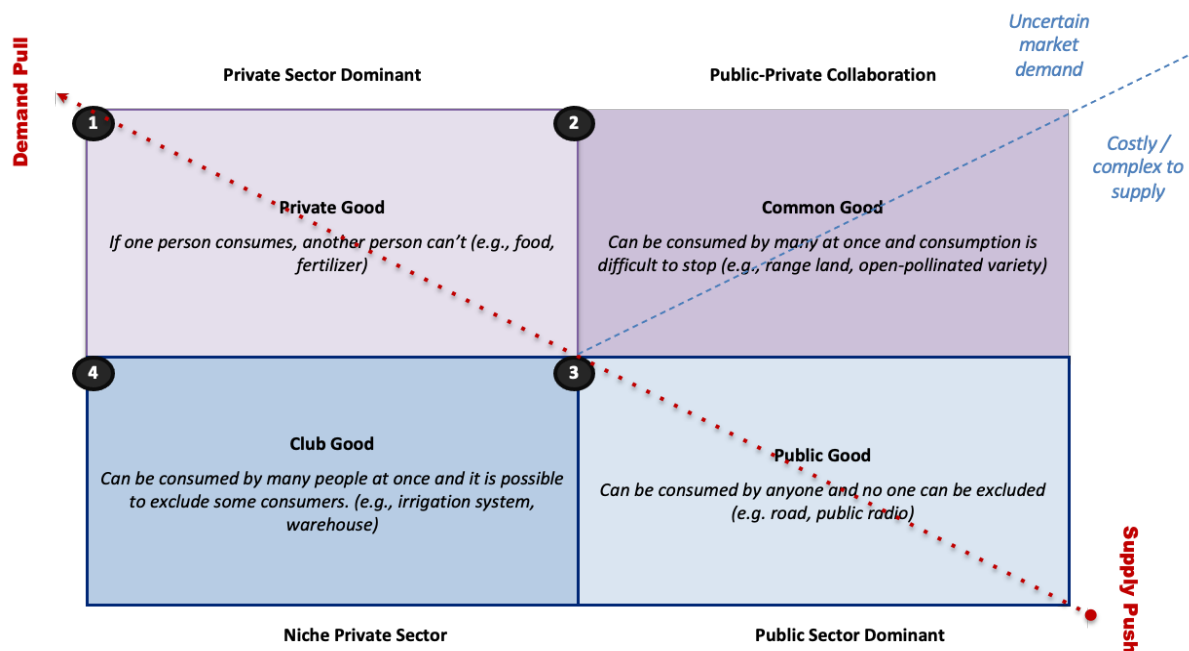 Uncertain
market
demand
Demand Pull
Private Sector Dominant
Public-Private Collaboration
1
2
Costly /
complex to
supply
Private Good
If one person consumes, another person can’t (e.g., food,
fertilizer)
Common Good
Can be consumed by many at once and consumption is
difficult to stop (e.g., range land, open-pollinated variety)
4
3
Club Good
Can be consumed by many people at once and it is possible
to exclude some consumers. (e.g., irrigation system,
warehouse)
Public Good
Can be consumed by anyone and no one can be excluded
(e.g. road, public radio)
Supply Push
Niche Private Sector
Public Sector Dominant